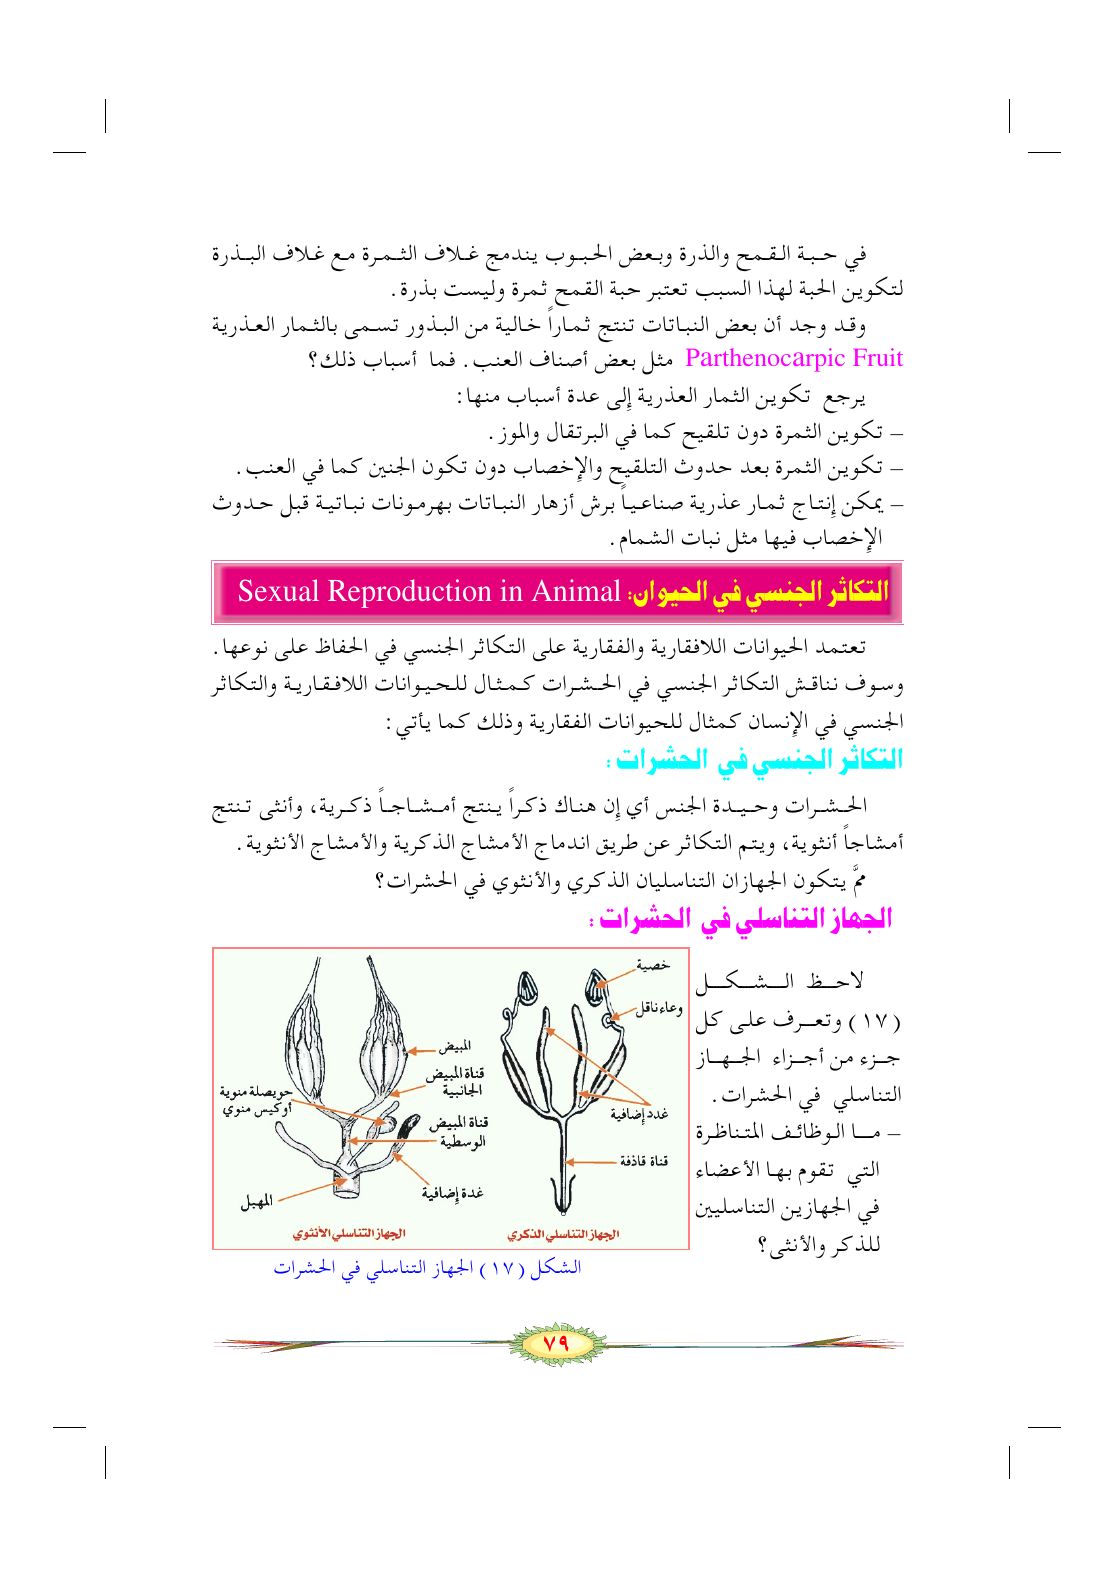 في حبة القمح والذرة وبعض الحبوب يندمج غلاف الثمرة مع غلاف البذرة
لتكوين الحبة لهذا السبب تعتبر حبة القمح ثمرة وليست بذرة.
وقد وجد أن بعض النباتات تنتج ثماراً خالية من البذور تسمى بالثمار العذرية
Parthenocarpic Fruit مثل بعض أصناف العنب. فما أسباب ذلك؟
يرجع تكوين الثمار العذرية إلى عدة أسباب منها:
– تكوين الثمرة دون تلقيح كما في البرتقال والموز.
– تكوين الثمرة بعد حدوث التلقيح والإخصاب دون تكون الجنين كما في العنب.
– يمكن إنتاج ثمار عذرية صناعياً برش أزهار النباتات بهرمونات نباتية قبل حدوث
الإخصاب فيها مثل نبات الشمام.
التكاثر الجنسي في الحيوان: Sexual Reproduction in Animal
تعتمد الحيوانات اللافقارية والفقارية على التكاثر الجنسي في الحفاظ على نوعها.
وسوف نناقش التكاثر الجنسي في الحشرات كمثال للحيوانات اللافقارية والتكاثر
الجنسي في الإنسان كمثال للحيوانات الفقارية وذلك كما يأتي:
التكاثر الجنسي في الحشرات :
الحشرات وحيدة الجنس أي إن هناك ذكراً ينتج أمشاجاً ذكرية، وأنثى تنتج
أمشاجاً أنثوية، ويتم التكاثر عن طريق اندماج الأمشاج الذكرية والأمشاج الأنثوية.
ممَّ يتكون الجهازان التناسليان الذكري والأنثوي في الحشرات؟
الجهاز التناسلي في الحشرات :
لاحظ الشكل
(١٧) وتعرف على كل
جزء من أجزاء الجهاز
التناسلي في الحشرات.
– ما الوظائف المتناظرة
التي تقوم بها الأعضاء
في الجهازين التناسليين
للذكر والأنثى؟
خصية
وعاء ناقل
غدد إضافية
قناة قاذفة
الجهاز التناسلي الذكري
المبيض
قناة المبيض
الجانبية
حويصلة منوية
أوكيس منوي
قناة المبيض
الوسطية
غدة إضافية
المهبل
الجهاز التناسلي الأنثوي
الشكل (١٧) الجهاز التناسلي في الحشرات
٧٩